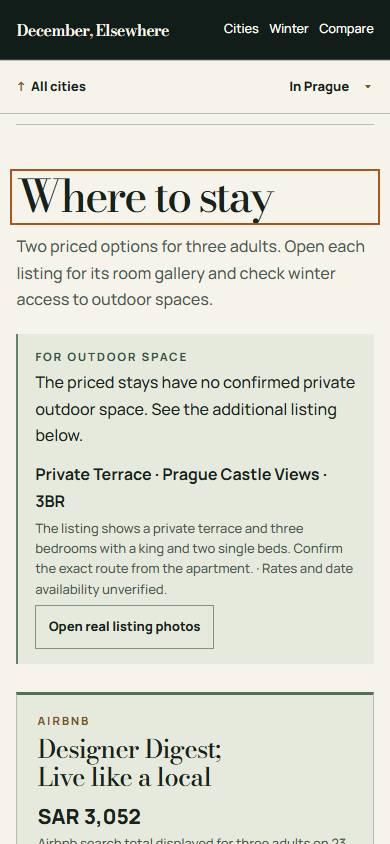 December, Elsewhere
Cities Winter Compare
↑ All cities
In Prague
Where to stay
Two priced options for three adults. Open each
listing for its room gallery and check winter
access to outdoor spaces.
FOR OUTDOOR SPACE
The priced stays have no confirmed private
outdoor space. See the additional listing
below.
Private Terrace · Prague Castle Views ·
3BR
The listing shows a private terrace and three
bedrooms with a king and two single beds. Confirm
the exact route from the apartment. · Rates and date
availability unverified.
Open real listing photos
AIRBNB
Designer Digest;
Live like a local
SAR 3,052
Airbnb search total displayed for three adults on 23